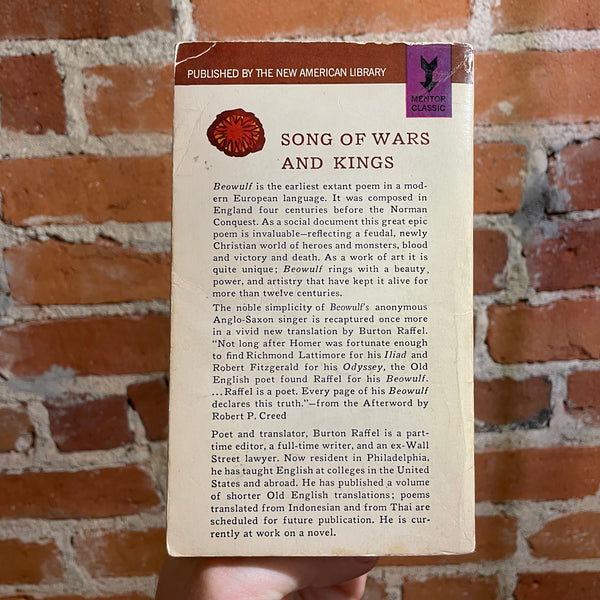 PUBLISHED BY THE NEW AMERICAN LIBRARY
MENTOR
CLASSIC
SONG OF WARS
AND KINGS
Beowulf is the earliest extant poem in a mod-
ern European language. It was composed in
England four centuries before the Norman
Conquest. As a social document this great epic
poem is invaluable—reflecting a feudal, newly
Christian world of heroes and monsters, blood
and victory and death. As a work of art it is
quite unique; Beowulf rings with a beauty,
power, and artistry that have kept it alive for
more than twelve centuries.
The noble simplicity of Beowulf's anonymous
Anglo-Saxon singer is recaptured once more
in a vivid new translation by Burton Raffel.
"Not long after Homer was fortunate enough
to find Richmond Lattimore for his Iliad and
Robert Fitzgerald for his Odyssey, the Old
English poet found Raffel for his Beowulf.
...Raffel is a poet. Every page of his Beowulf
declares this truth."—from the Afterword by
Robert P. Creed
Poet and translator, Burton Raffel is a part-
time editor, a full-time writer, and an ex-Wall
Street lawyer. Now resident in Philadelphia,
he has taught English at colleges in the United
States and abroad. He has published a volume
of shorter Old English translations; poems
translated from Indonesian and from Thai are
scheduled for future publication. He is cur-
rently at work on a novel.